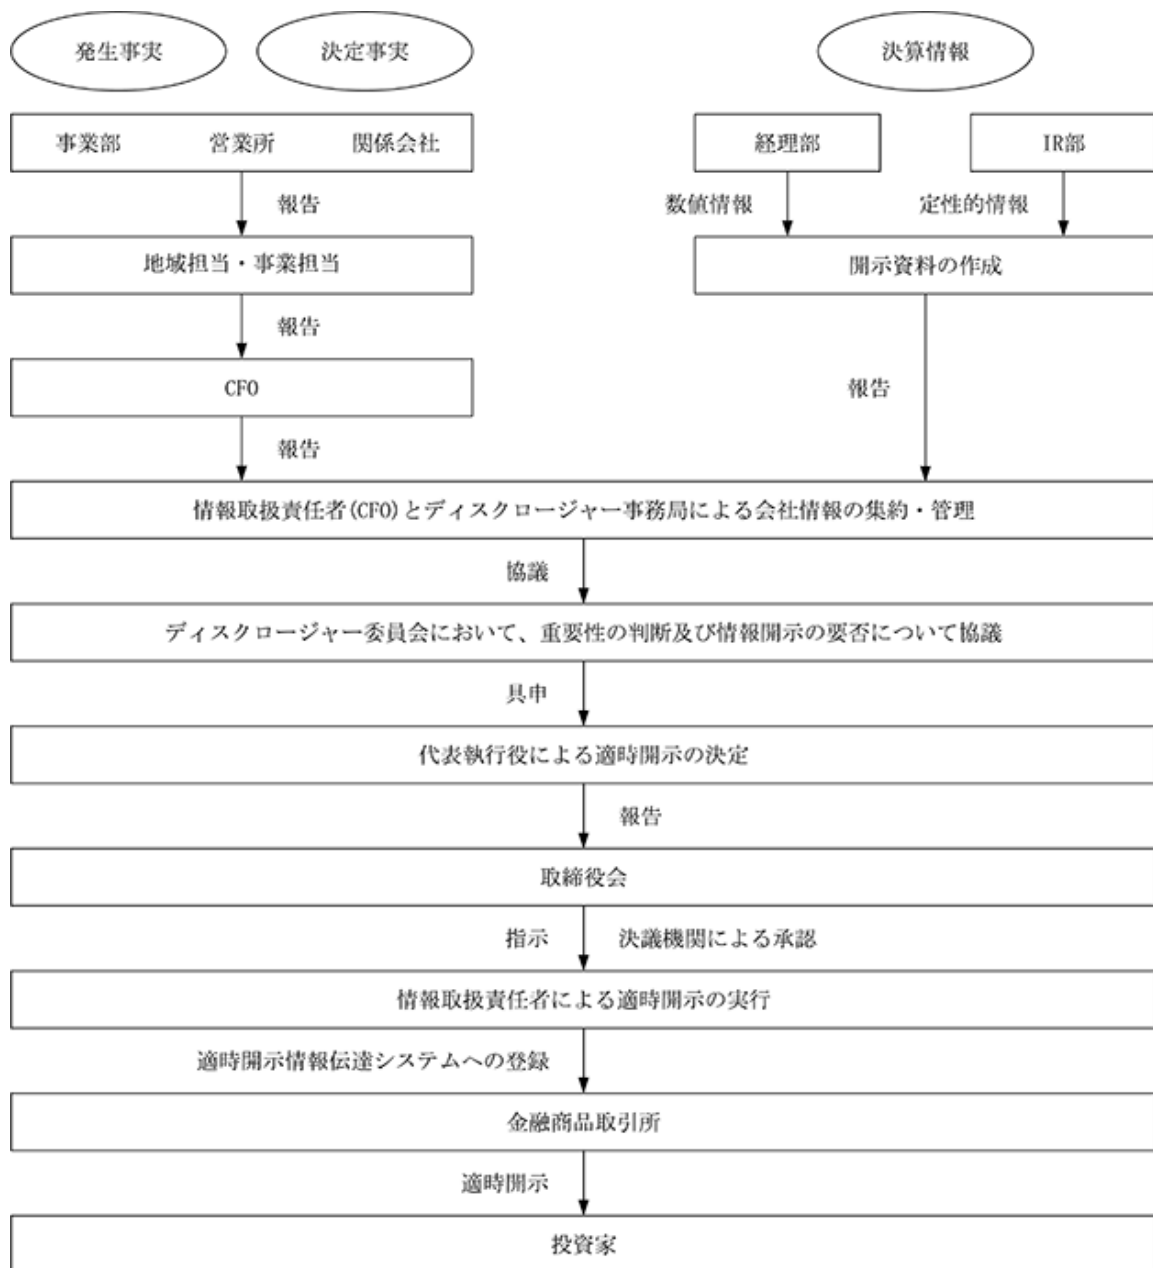 発生事実
決定事実
決算情報
事業部 営業所 関係会社
経理部
IR部
報告
数値情報
定性的情報
地域担当・事業担当
開示資料の作成
報告
CFO
報告
報告
情報取扱責任者(CFO)とディスクロージャー事務局による会社情報の集約・管理
協議
ディスクロージャー委員会において、重要性の判断及び情報開示の要否について協議
具申
代表執行役による適時開示の決定
報告
取締役会
指示
決議機関による承認
情報取扱責任者による適時開示の実行
適時開示情報伝達システムへの登録
金融商品取引所
適時開示
投資家